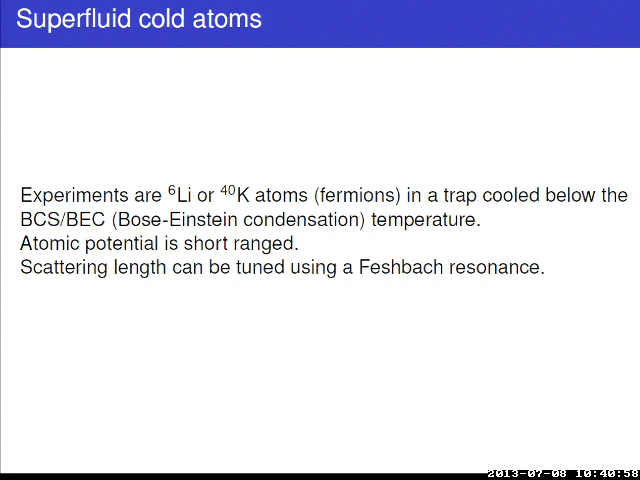 Superfluid cold atoms
Experiments are ⁶Li or ⁴⁰K atoms (fermions) in a trap cooled below the
BCS/BEC (Bose-Einstein condensation) temperature.
Atomic potential is short ranged.
Scattering length can be tuned using a Feshbach resonance.
2013-07-08 10:40:58